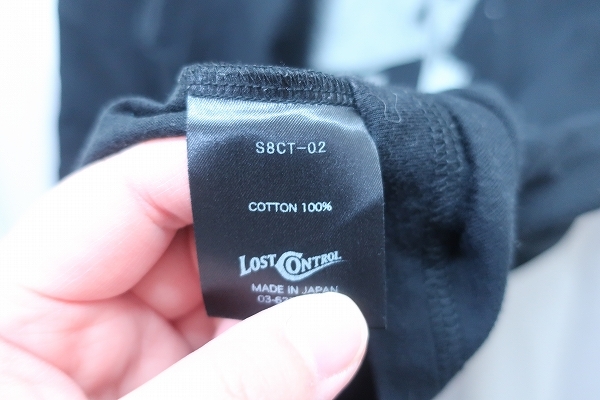 S8CT-02
COTTON 100%
LOST CONTROL
MADE IN JAPAN